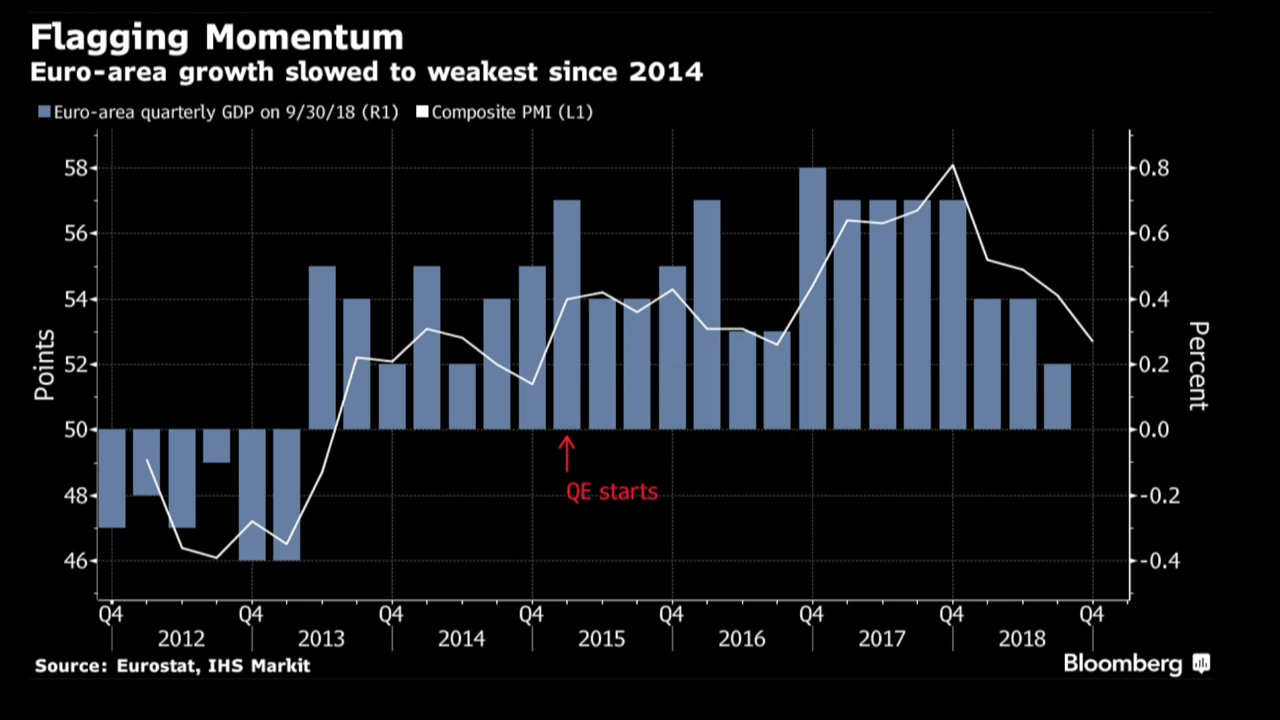 Flagging Momentum
Euro-area growth slowed to weakest since 2014
Euro-area quarterly GDP on 9/30/18 (R1) Composite PMI (L1)
58 0.8
56 0.6
54 0.4
52 0.2
50 0.0
48 -0.2
46 -0.4
Points
Percent
QE starts
Q4 Q4 Q4 Q4 Q4 Q4 Q4 Q4
2012 2013 2014 2015 2016 2017 2018
Source: Eurostat, IHS Markit
Bloomberg